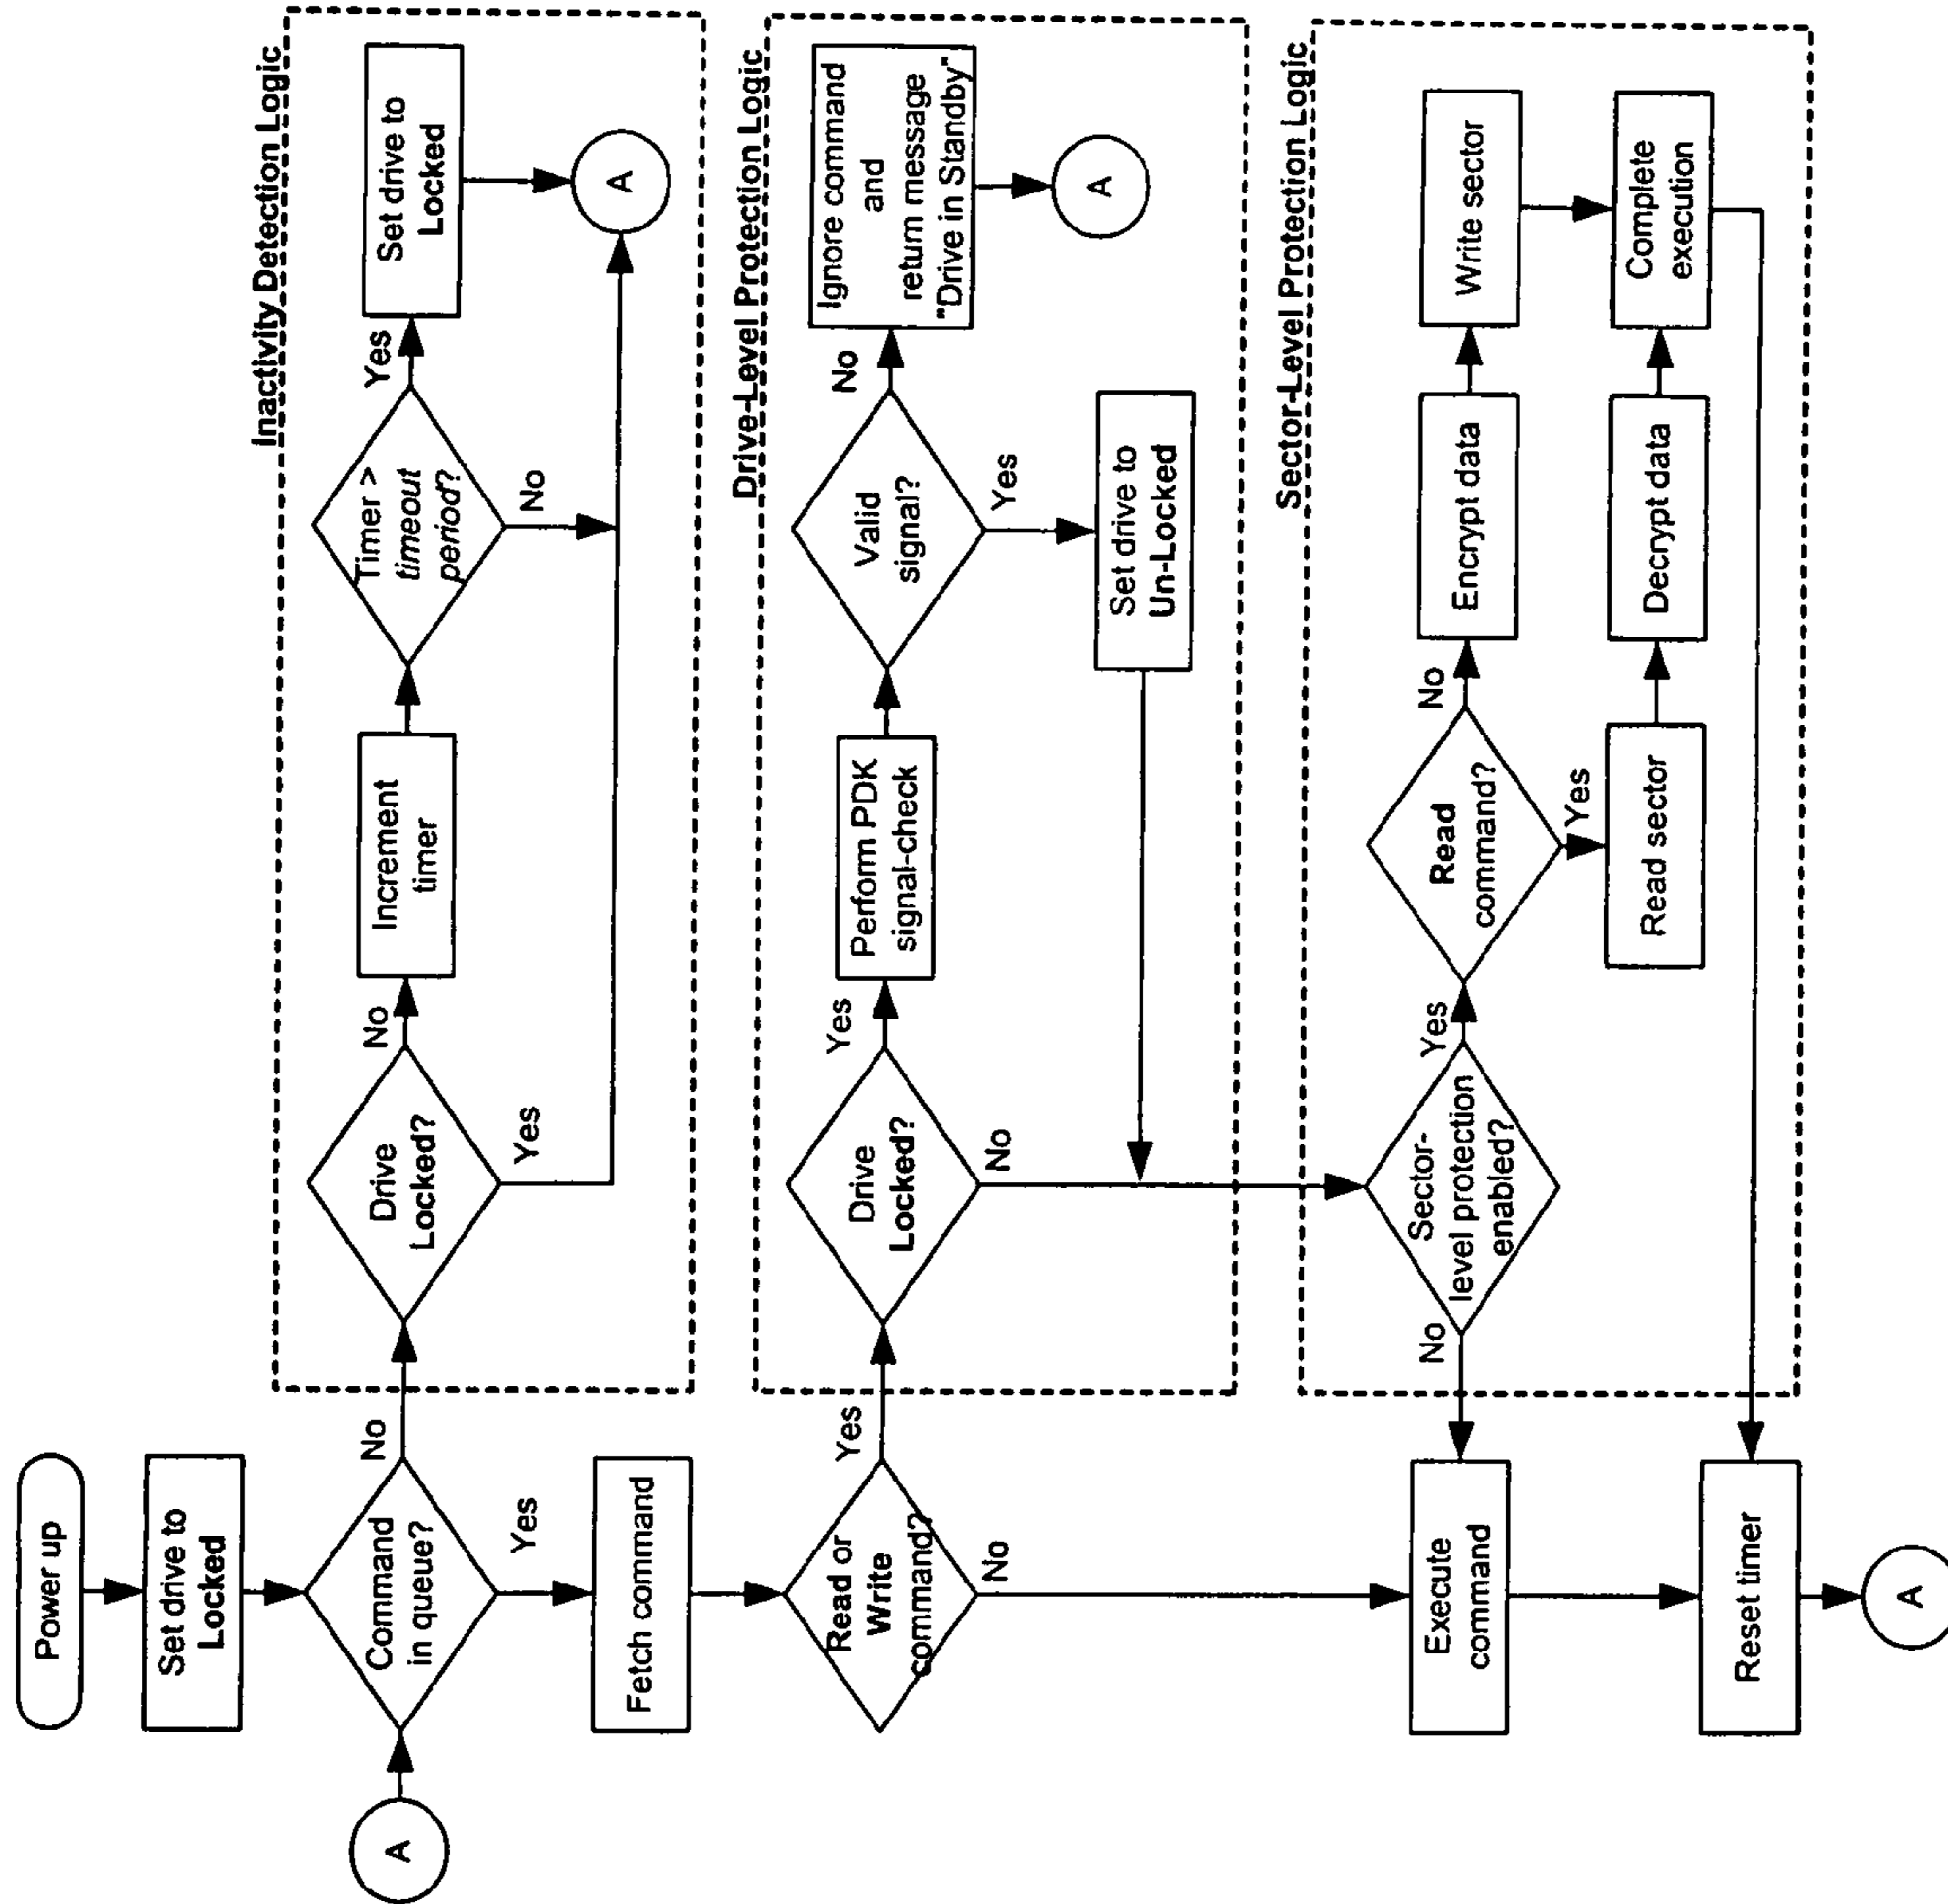 Power up
Set drive to
Locked
A
Command
in queue?
No
Yes
Inactivity Detection Logic
Drive
Locked?
No
Yes
Increment
timer
Timer >
timeout
period?
Yes
No
Set drive to
Locked
A
Fetch command
Read or
Write
command?
Yes
No
Drive-Level Protection Logic
Drive
Locked?
Yes
No
Perform PDK
signal-check
Valid
signal?
No
Yes
Ignore command
and
return message
"Drive in Standby"
A
Set drive to
Un-Locked
Sector-Level Protection Logic
Sector-
level protection
enabled?
No
Yes
Read
command?
No
Yes
Encrypt data
Write sector
Read sector
Decrypt data
Complete
execution
Execute
command
Reset timer
A